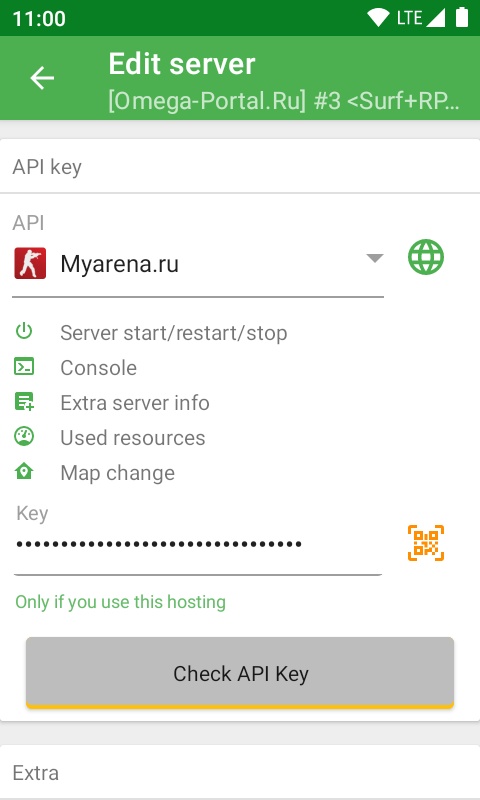 11:00 LTE
Edit server
[Omega-Portal.Ru] #3 <Surf+RP...
API key
API
Myarena.ru
Server start/restart/stop
Console
Extra server info
Used resources
Map change
Key
••••••••••••••••••••••••••••••••
Only if you use this hosting
Check API Key
Extra